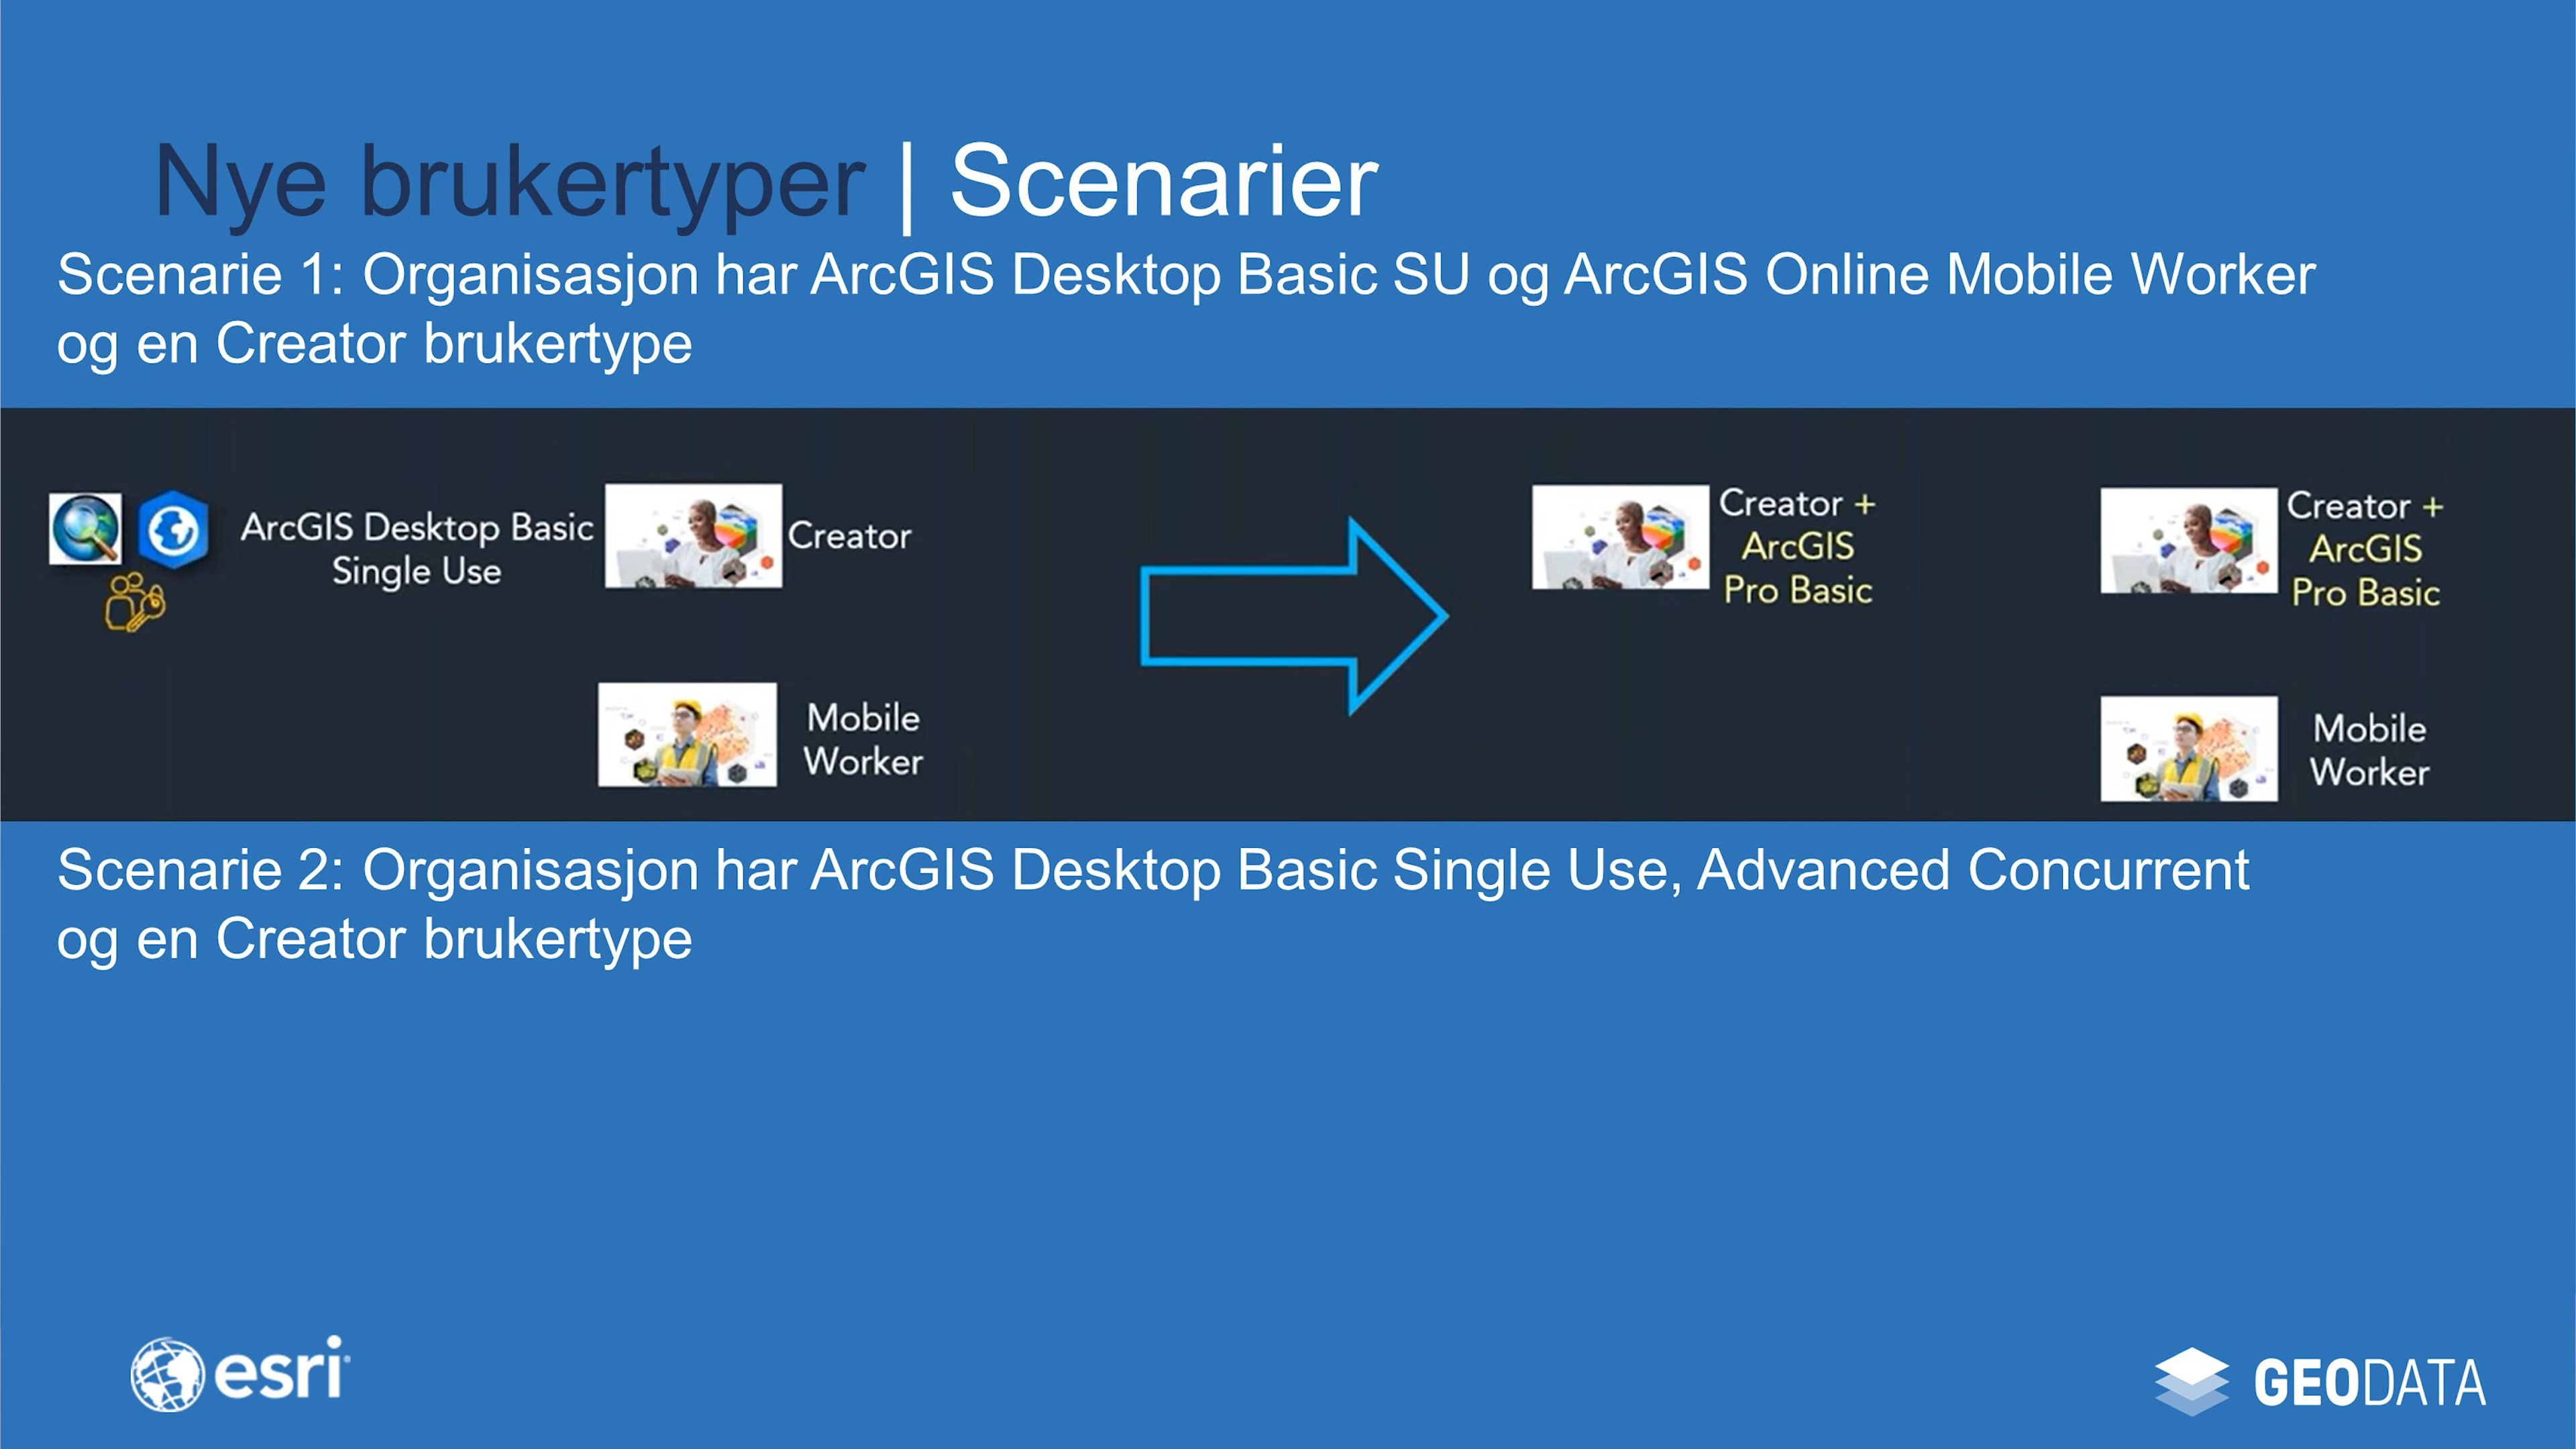 Nye brukertyper | Scenarier
Scenarie 1: Organisasjon har ArcGIS Desktop Basic SU og ArcGIS Online Mobile Worker
og en Creator brukertype
ArcGIS Desktop Basic
Single Use
Creator
Mobile
Worker
Creator +
ArcGIS
Pro Basic
Creator +
ArcGIS
Pro Basic
Mobile
Worker
Scenarie 2: Organisasjon har ArcGIS Desktop Basic Single Use, Advanced Concurrent
og en Creator brukertype
esri
GEODATA